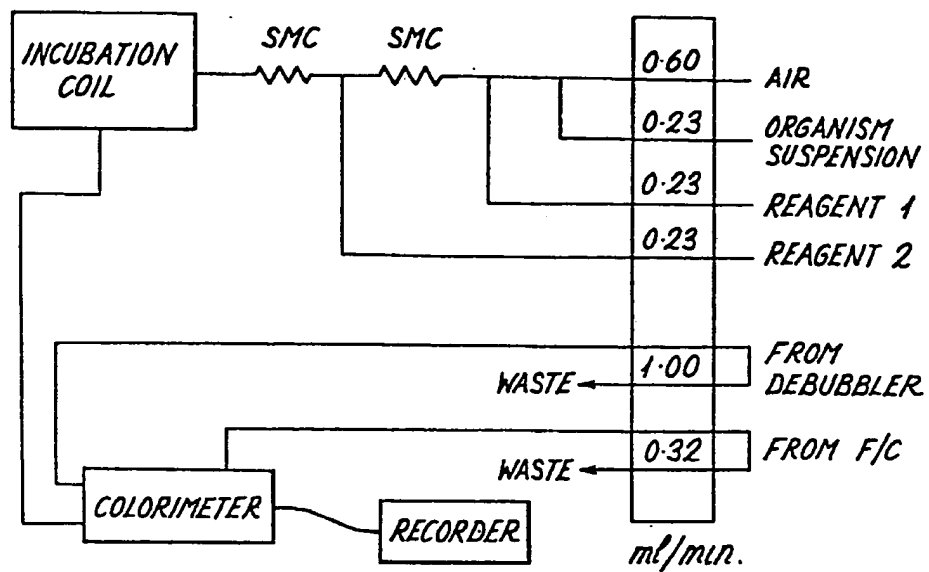 INCUBATION
COIL
SMC
SMC
0.60
AIR
0.23
ORGANISM
SUSPENSION
0.23
REAGENT 1
0.23
REAGENT 2
1.00
FROM
DEBUBBLER
WASTE
0.32
FROM F/C
WASTE
COLORIMETER
RECORDER
ml/min.